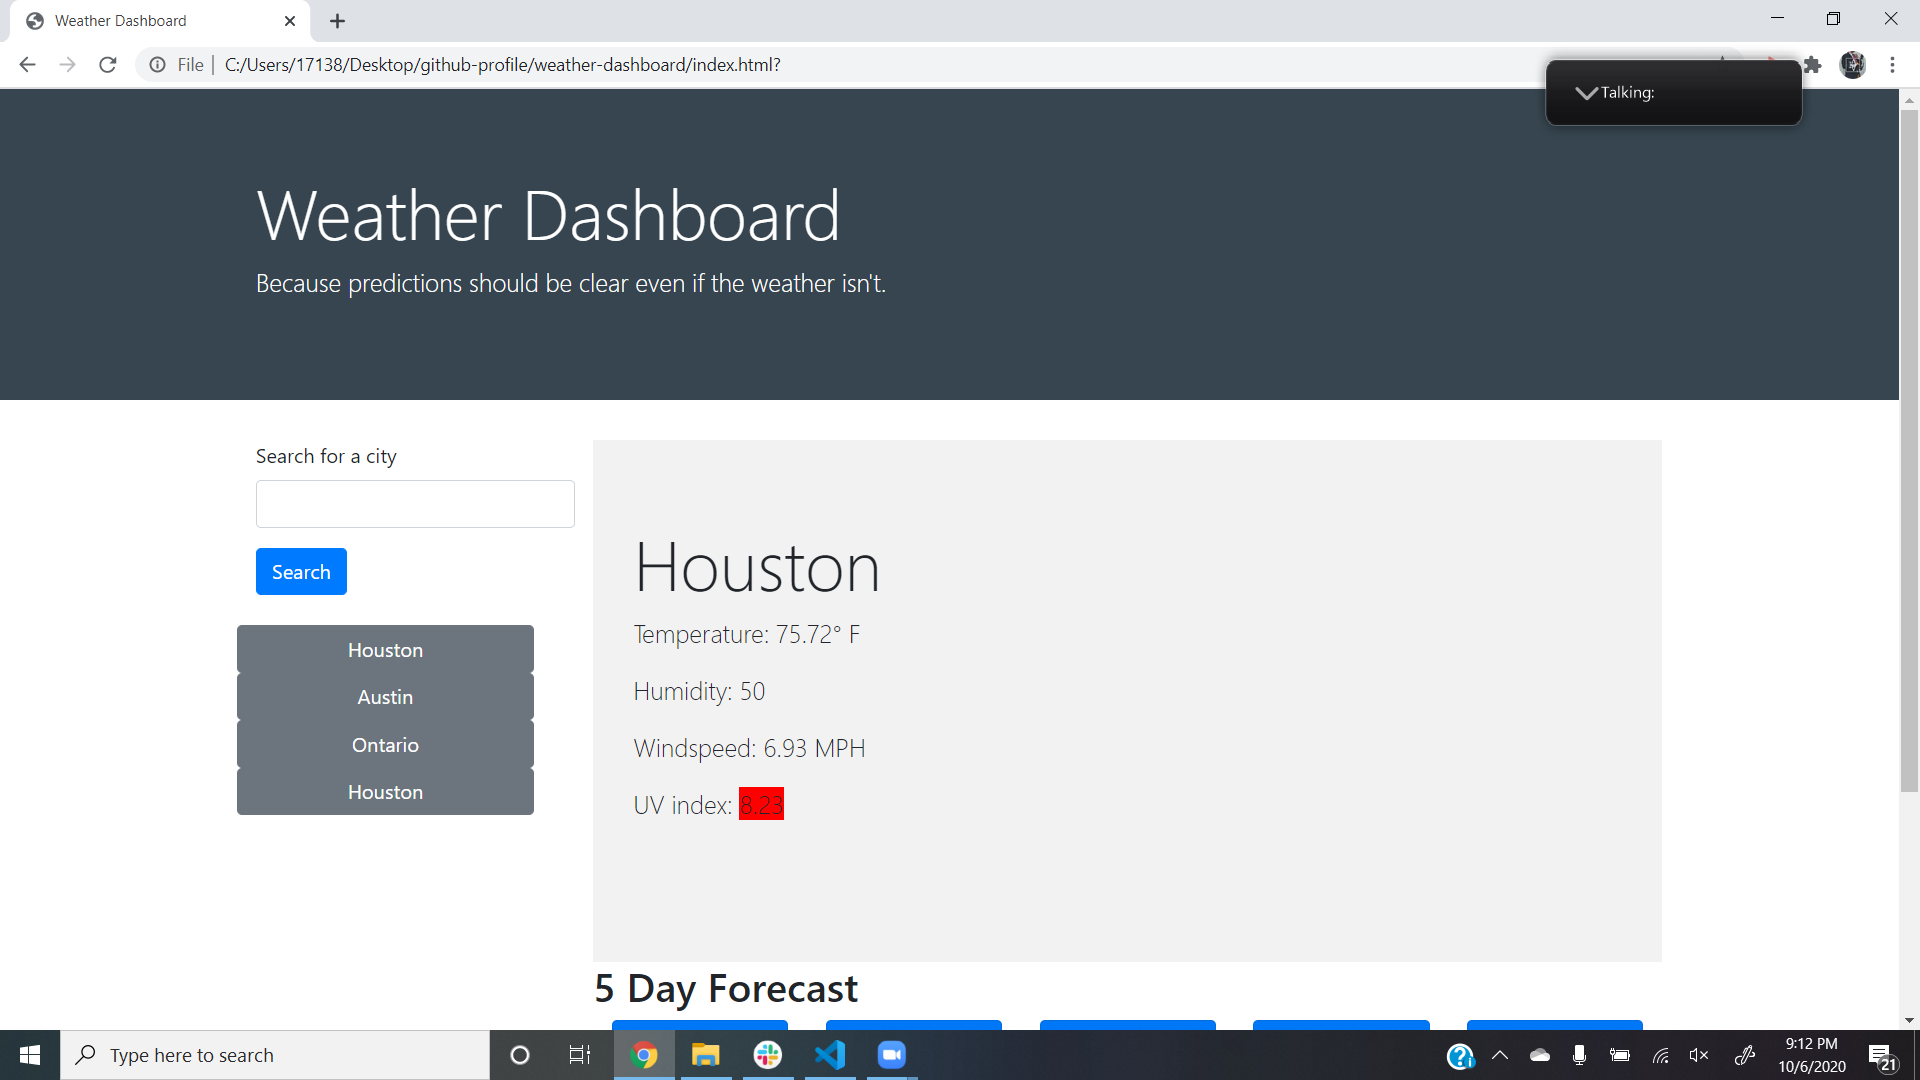 Weather Dashboard
File | C:/Users/17138/Desktop/github-profile/weather-dashboard/index.html?
Talking:
Weather Dashboard
Because predictions should be clear even if the weather isn't.
Search for a city
Search
Houston
Austin
Ontario
Houston
Houston
Temperature: 75.72° F
Humidity: 50
Windspeed: 6.93 MPH
UV index: 8.23
5 Day Forecast
Type here to search
9:12 PM
10/6/2020
21